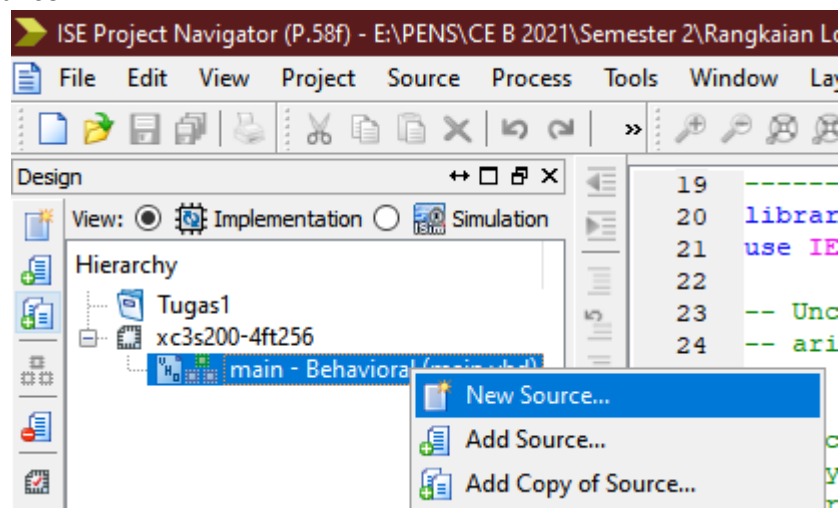 ISE Project Navigator (P.58f) - E:\PENS\CE B 2021\Semester 2\Rangkaian Lo
File Edit View Project Source Process Tools Window Lay
»
Design
View: Implementation Simulation
Hierarchy
Tugas1
xc3s200-4ft256
main - Behavioral (main.vhd)
New Source...
Add Source...
Add Copy of Source...
19 ------
20 librar
21 use IE
22
23 -- Unc
24 -- ari